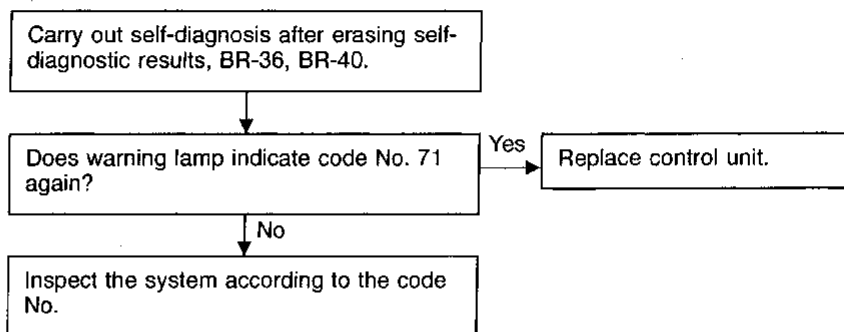 Carry out self-diagnosis after erasing self-
diagnostic results, BR-36, BR-40.
Does warning lamp indicate code No. 71
again?
Yes
Replace control unit.
No
Inspect the system according to the code
No.